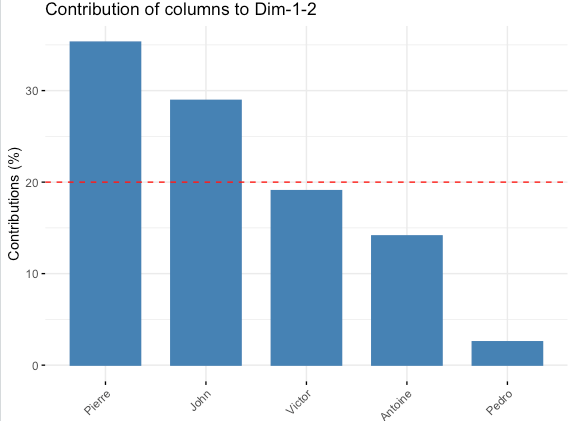 Contribution of columns to Dim-1-2
Contributions (%)
30
20
10
0
Pierre
John
Victor
Antoine
Pedro